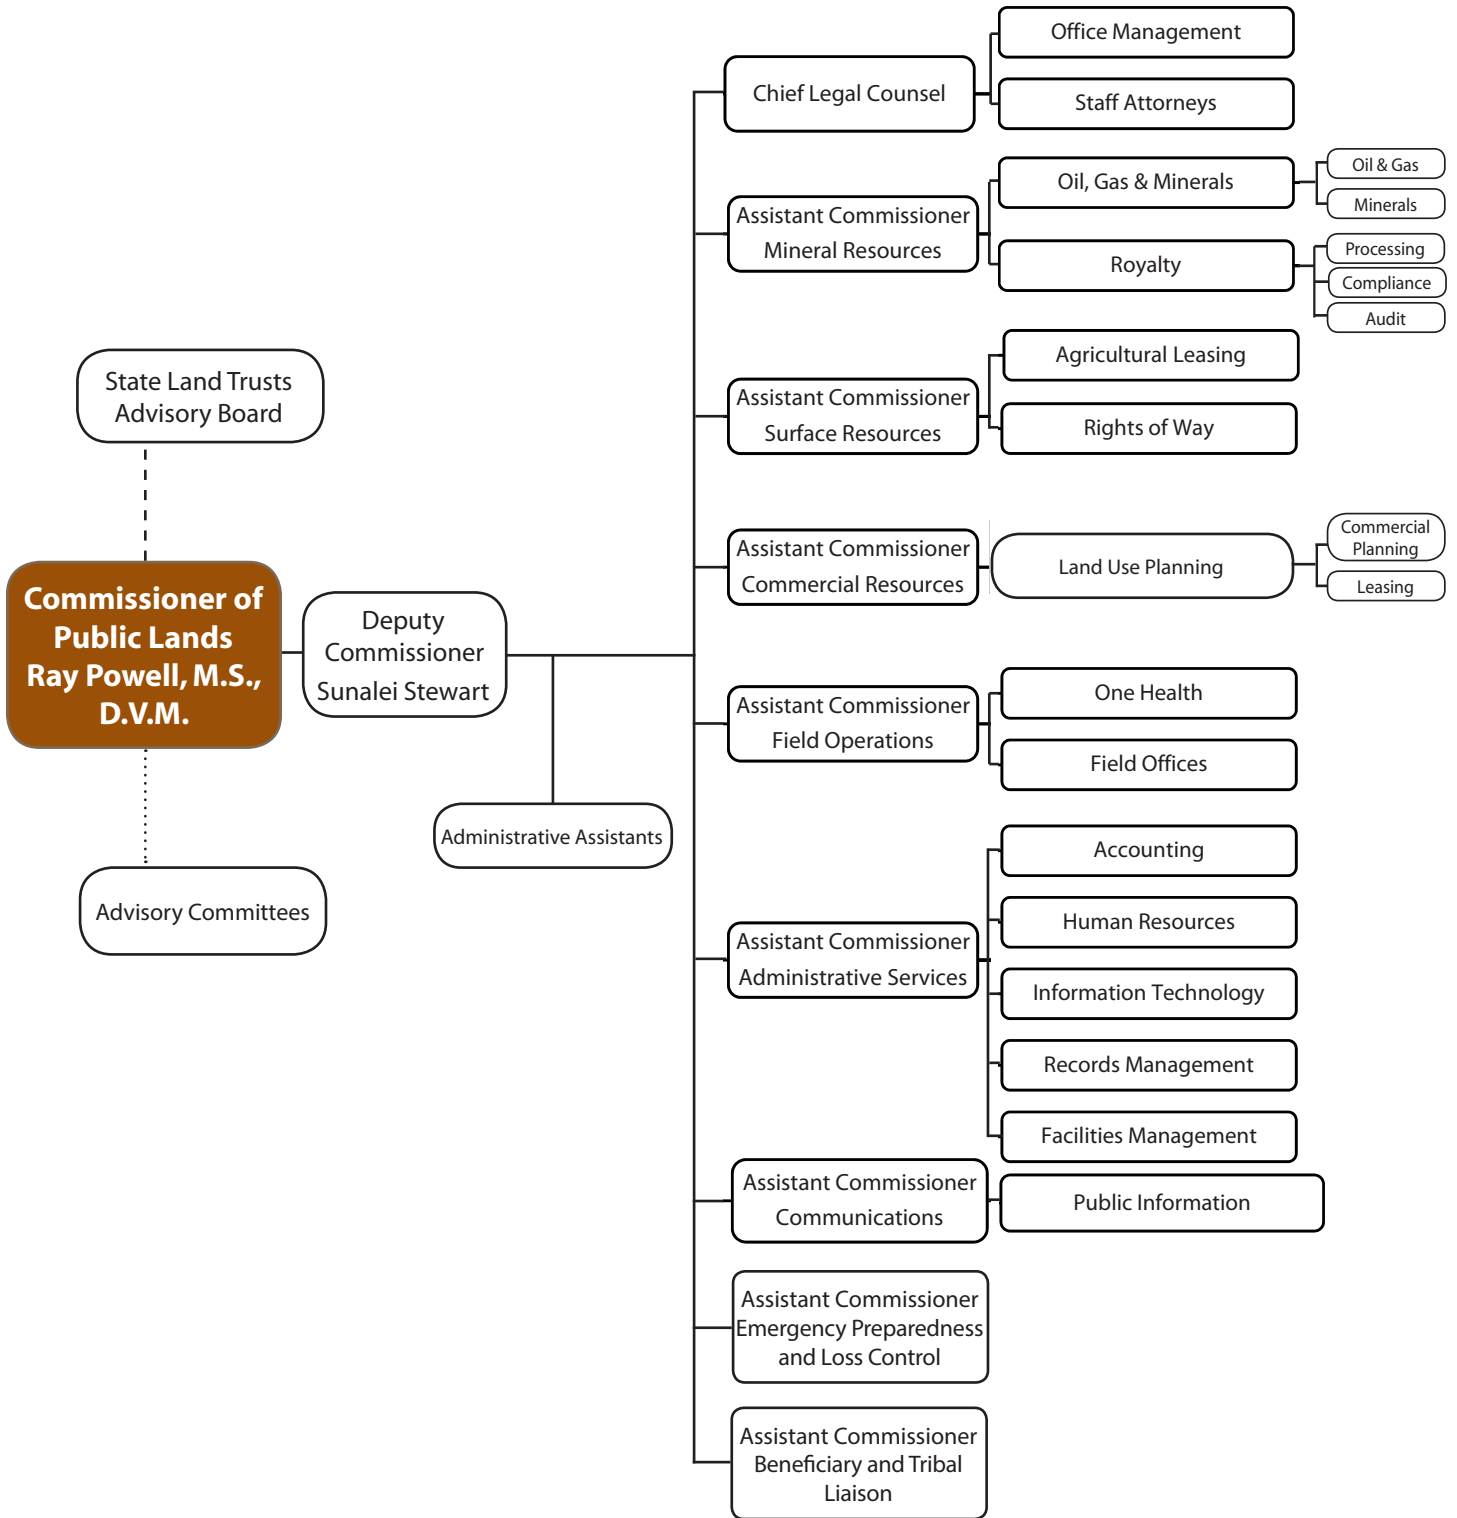 State Land Trusts
Advisory Board
Commissioner of
Public Lands
Ray Powell, M.S.,
D.V.M.
Advisory Committees
Deputy
Commissioner
Sunalei Stewart
Administrative Assistants
Chief Legal Counsel
Office Management
Staff Attorneys
Assistant Commissioner
Mineral Resources
Oil, Gas & Minerals
Oil & Gas
Minerals
Royalty
Processing
Compliance
Audit
Assistant Commissioner
Surface Resources
Agricultural Leasing
Rights of Way
Assistant Commissioner
Commercial Resources
Land Use Planning
Commercial
Planning
Leasing
Assistant Commissioner
Field Operations
One Health
Field Offices
Assistant Commissioner
Administrative Services
Accounting
Human Resources
Information Technology
Records Management
Facilities Management
Assistant Commissioner
Communications
Public Information
Assistant Commissioner
Emergency Preparedness
and Loss Control
Assistant Commissioner
Beneficiary and Tribal
Liaison